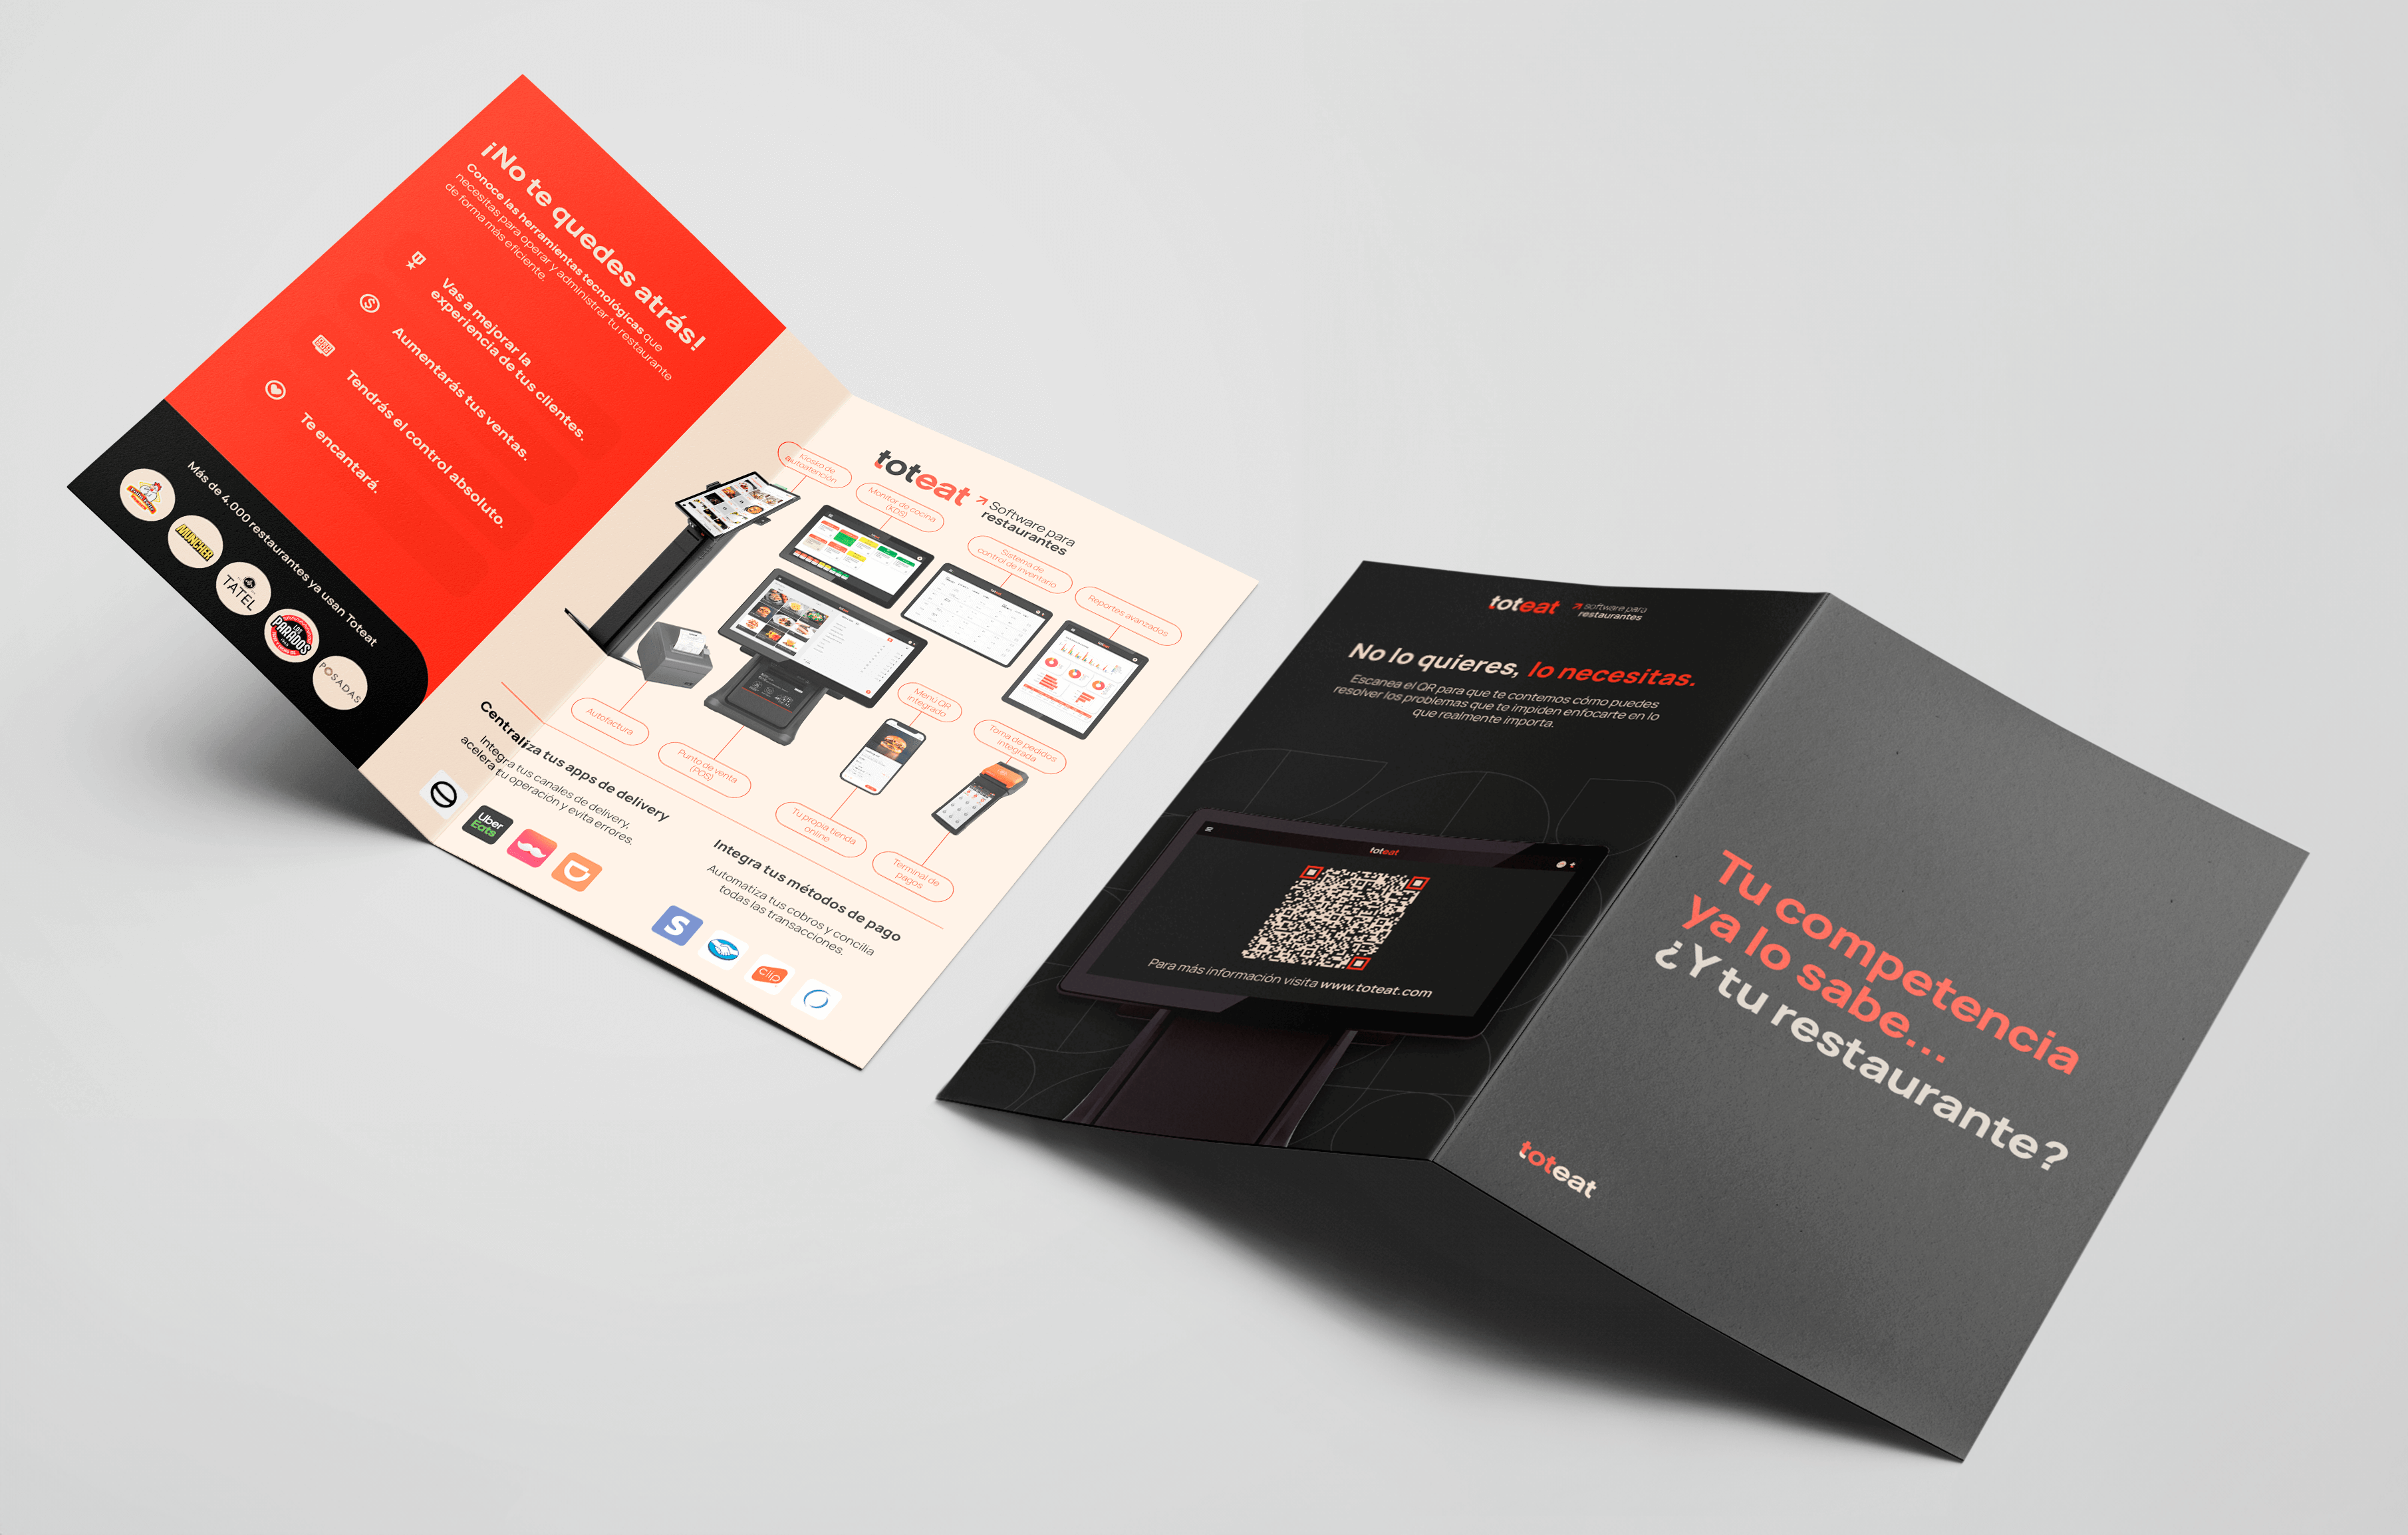 ¡No te quedes atrás!
Conoce las herramientas tecnológicas que
necesitas para operar y administrar tu restaurante
de forma más eficiente.
Vas a mejorar la
experiencia de tus clientes.
Aumentarás tus ventas.
Tendrás el control absoluto.
Te encantará.
Más de 4.000 restaurantes ya usan Toteat
MUNCHER
TATEL
LOS
PARADOS
POSADAS
toteat
Software para
restaurantes
Kiosko de
autoatención
Monitor de cocina
(KDS)
Sistema de
control de inventario
Reportes avanzados
Autofactura
Punto de venta
(POS)
Menú QR
integrado
Toma de pedidos
integrada
Tu propia tienda
online
Terminal de
pagos
Centraliza tus apps de delivery
Integra tus canales de delivery,
acelera tu operación y evita errores.
Uber
Eats
Integra tus métodos de pago
Automatiza tus cobros y concilia
todas las transacciones.
S
Clip
toteat
Software para
restaurantes
No lo quieres, lo necesitas.
Escanea el QR para que te contemos cómo puedes
resolver los problemas que te impiden enfocarte en lo
que realmente importa.
toteat
Para más información visita www.toteat.com
Tu competencia
ya lo sabe...
¿Y tu restaurante?
toteat